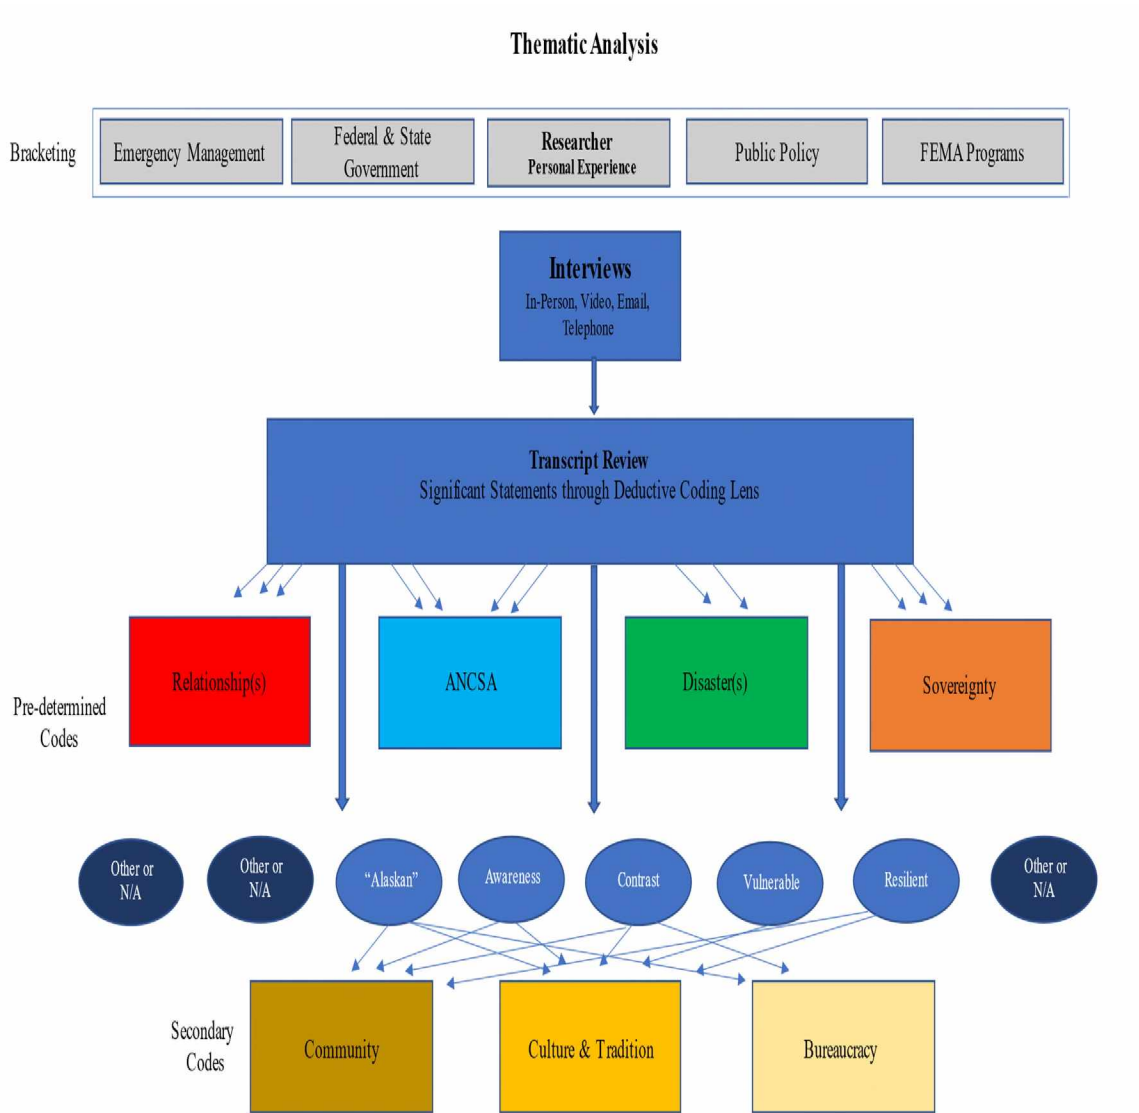 Thematic Analysis
Bracketing
Emergency Management
Federal & State
Government
Researcher
Personal Experience
Public Policy
FEMA Programs
Interviews
In-Person, Video, Email,
Telephone
Transcript Review
Significant Statements through Deductive Coding Lens
Pre-determined
Codes
Relationship(s)
ANCSA
Disaster(s)
Sovereignty
Other or
N/A
Other or
N/A
“Alaskan”
Awareness
Contrast
Vulnerable
Resilient
Other or
N/A
Secondary
Codes
Community
Culture & Tradition
Bureaucracy